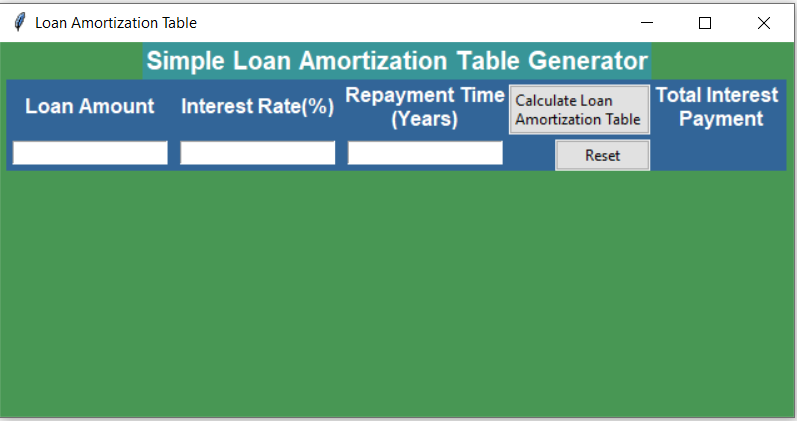 Loan Amortization Table
Simple Loan Amortization Table Generator
Loan Amount
Interest Rate(%)
Repayment Time
(Years)
Calculate Loan
Amortization Table
Total Interest
Payment
Reset